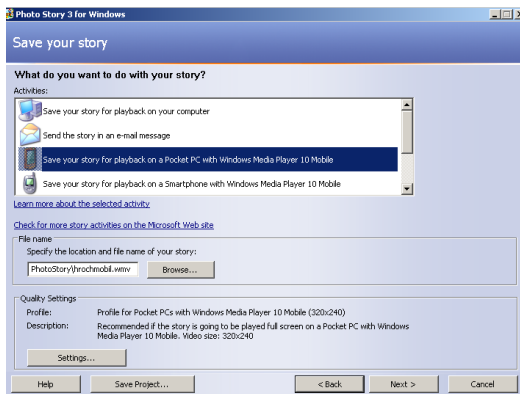 Photo Story 3 for Windows
Save your story
What do you want to do with your story?
Activities:
Save your story for playback on your computer
Send the story in an e-mail message
Save your story for playback on a Pocket PC with Windows Media Player 10 Mobile
Save your story for playback on a Smartphone with Windows Media Player 10 Mobile
Learn more about the selected activity
Check for more story activities on the Microsoft Web site
File name
Specify the location and file name of your story:
PhotoStory\hrochmobil.wmv Browse...
Quality Settings
Profile: Profile for Pocket PCs with Windows Media Player 10 Mobile (320x240)
Description: Recommended if the story is going to be played full screen on a Pocket PC with Windows
Media Player 10 Mobile. Video size: 320x240
Settings...
Help Save Project... < Back Next > Cancel